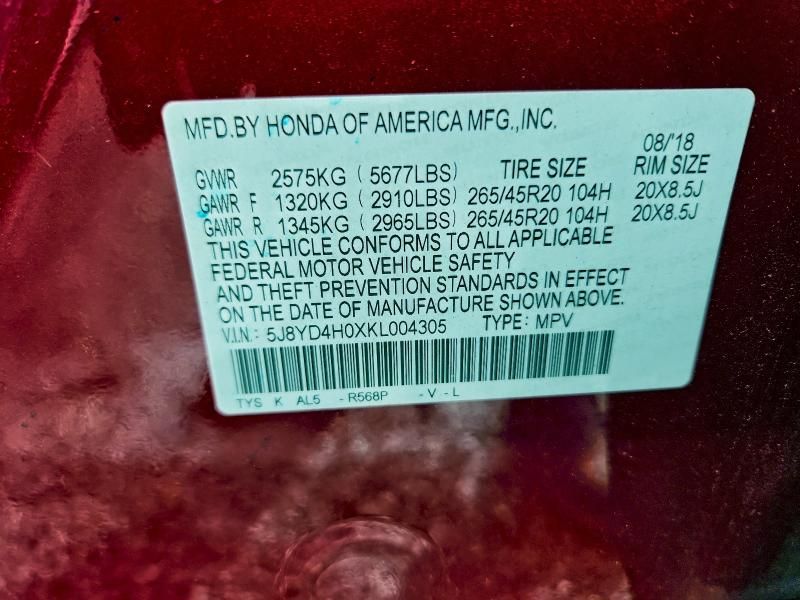 MFD.BY HONDA OF AMERICA MFG.,INC.
08/'18
GVWR 2575KG ( 5677LBS) TIRE SIZE RIM SIZE
GAWR F 1320KG ( 2910LBS) 265/45R20 104H 20X8.5J
GAWR R 1345KG ( 2965LBS) 265/45R20 104H 20X8.5J
THIS VEHICLE CONFORMS TO ALL APPLICABLE
FEDERAL MOTOR VEHICLE SAFETY
AND THEFT PREVENTION STANDARDS IN EFFECT
ON THE DATE OF MANUFACTURE SHOWN ABOVE.
V.I.N.: 5J8YD4H0XKL004305 TYPE: MPV
TYS K AL5 - R568P - V - L